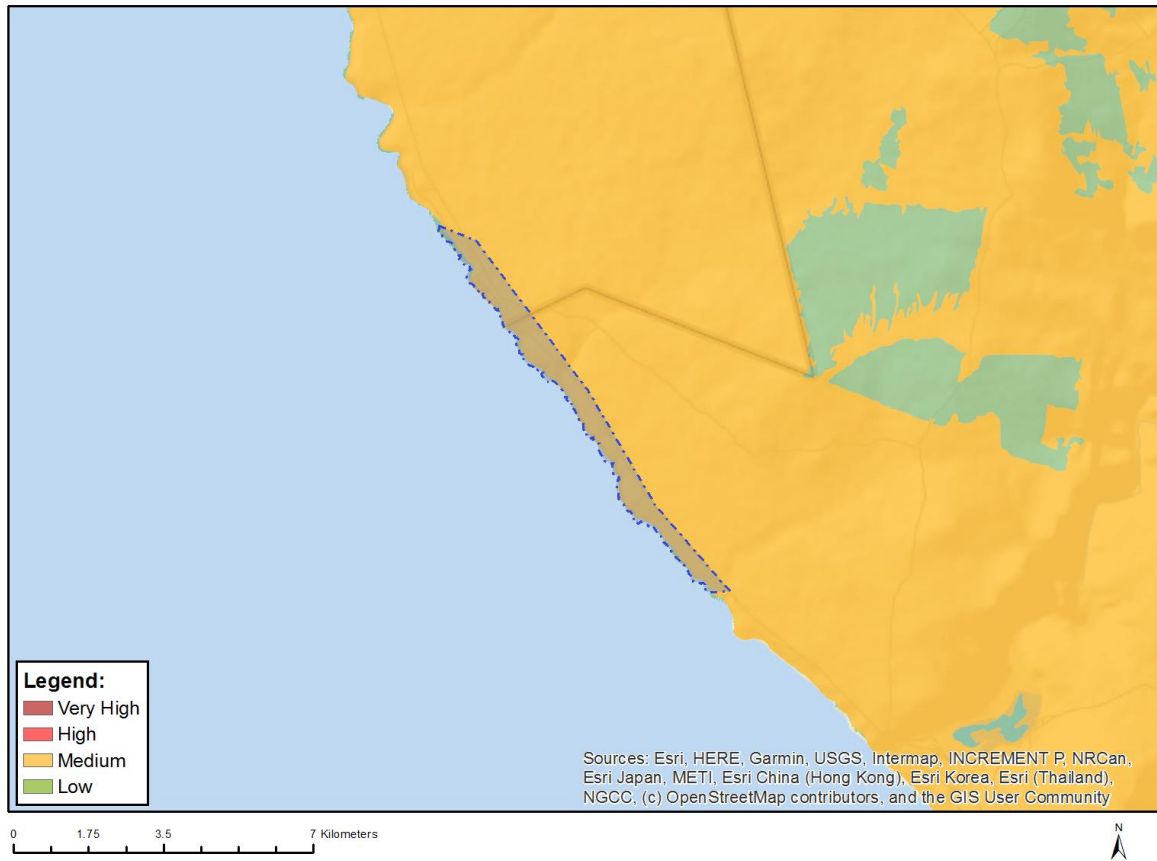 Legend:
Very High
High
Medium
Low
Sources: Esri, HERE, Garmin, USGS, Intermap, INCREMENT P, NRCan,
Esri Japan, METI, Esri China (Hong Kong), Esri Korea, Esri (Thailand),
NGCC, (c) OpenStreetMap contributors, and the GIS User Community
0 1.75 3.5 7 Kilometers
N